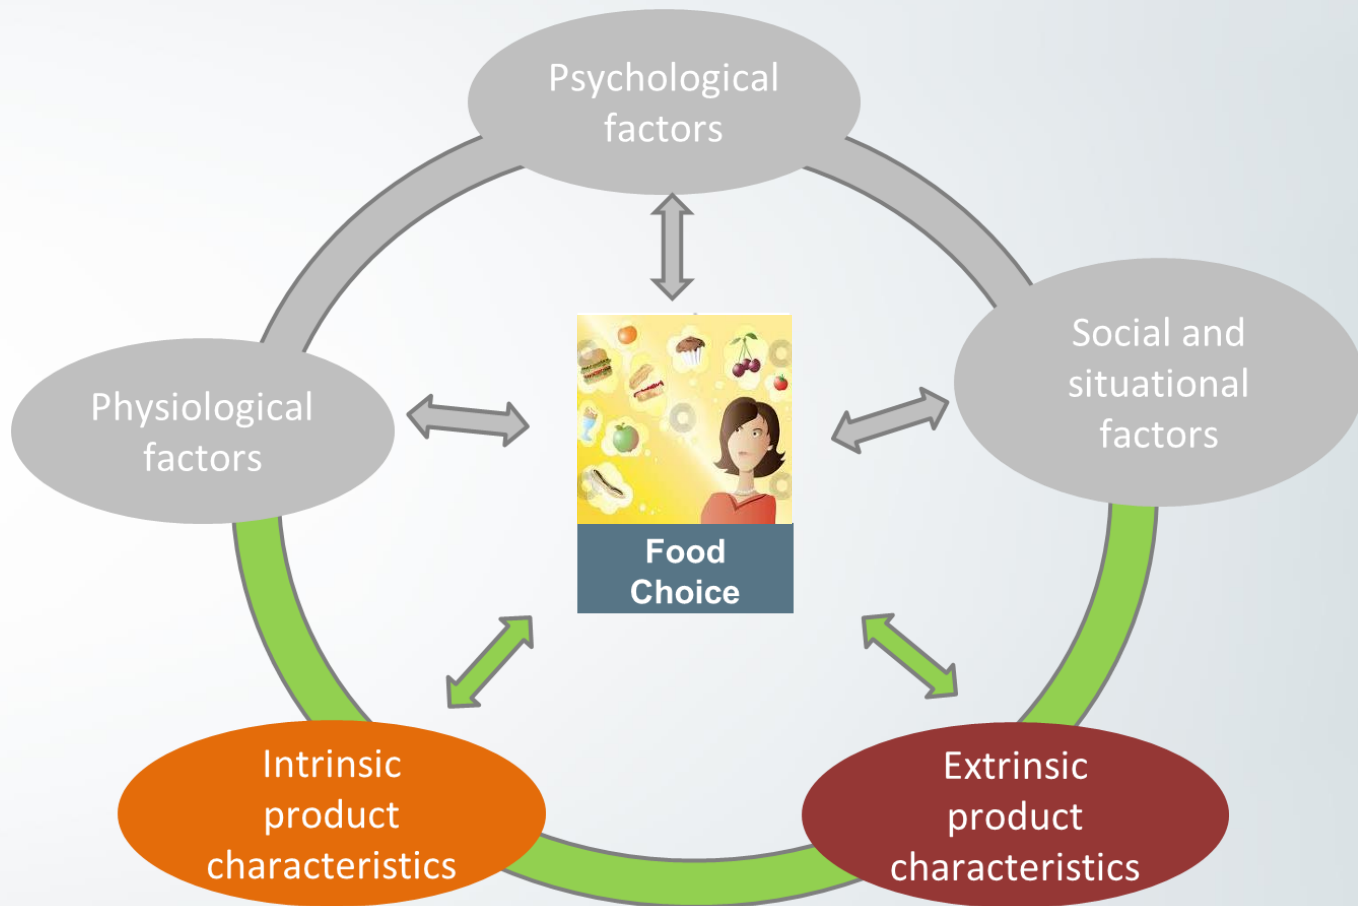 Psychological
factors
Social and
situational
factors
Physiological
factors
Food
Choice
Intrinsic
product
characteristics
Extrinsic
product
characteristics